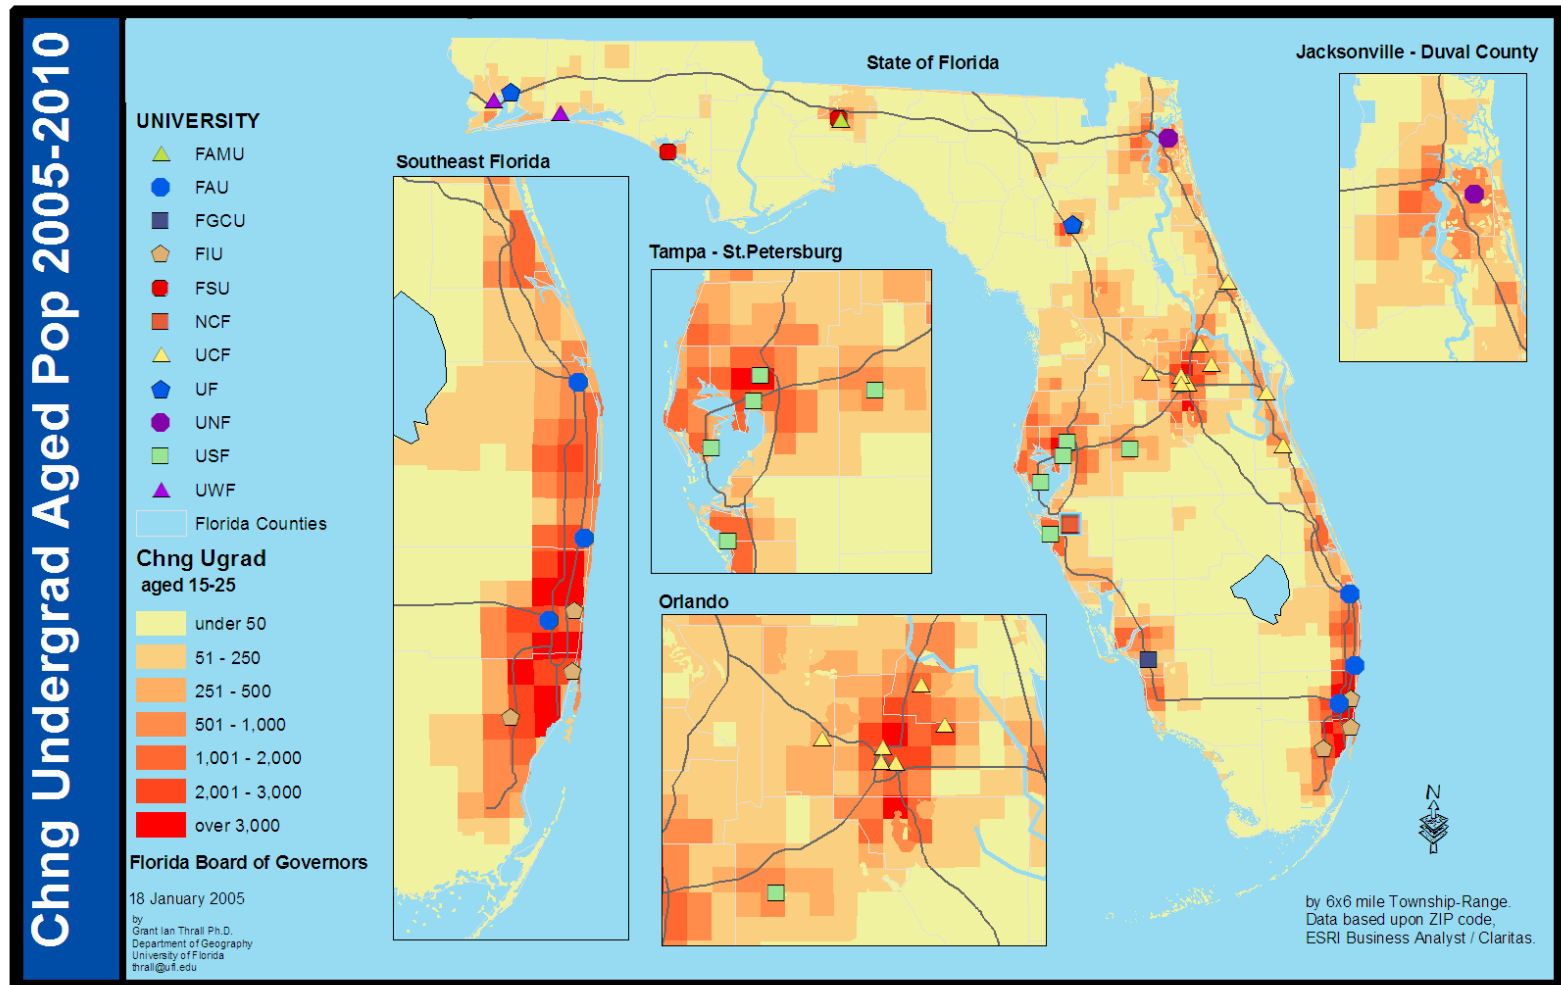 Chng Undergrad Aged Pop 2005-2010
UNIVERSITY
FAMU
FAU
FGCU
FIU
FSU
NCF
UCF
UF
UNF
USF
UWF
Florida Counties
Chng Ugrad
aged 15-25
under 50
51 - 250
251 - 500
501 - 1,000
1,001 - 2,000
2,001 - 3,000
over 3,000
Florida Board of Governors
18 January 2005
by
Grant Ian Thrall Ph.D.
Department of Geography
University of Florida
thrall@ufl.edu
Southeast Florida
Tampa - St.Petersburg
Orlando
State of Florida
Jacksonville - Duval County
N
by 6x6 mile Township-Range.
Data based upon ZIP code,
ESRI Business Analyst / Claritas.